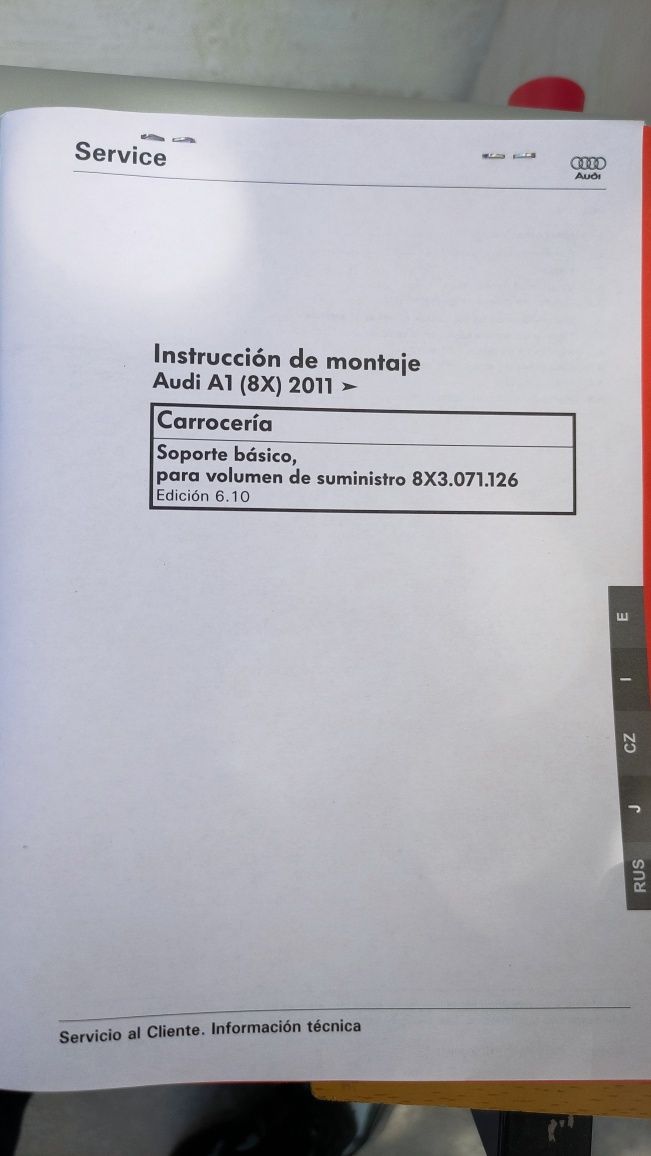 Service
Audi
Instrucción de montaje
Audi A1 (8X) 2011 ➤
Carrocería
Soporte básico,
para volumen de suministro 8X3.071.126
Edición 6.10
E
I
CZ
J
RUS
Servicio al Cliente. Información técnica